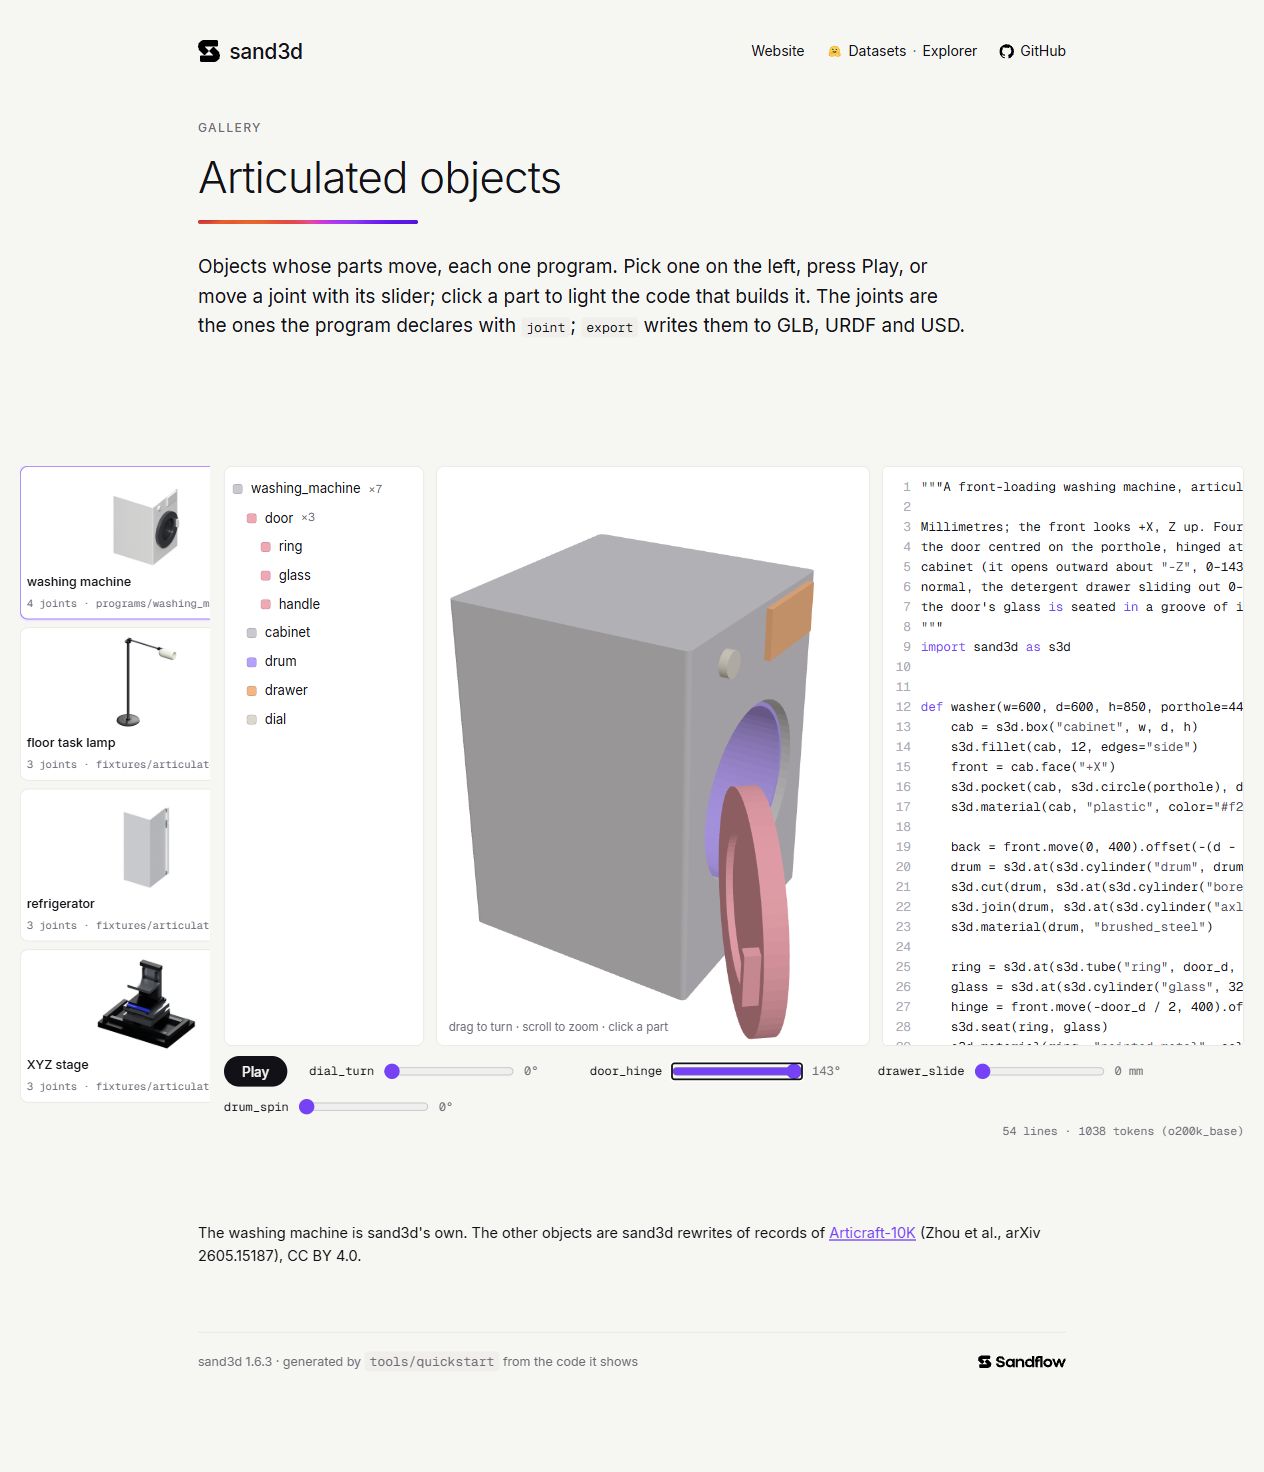 sand3d
Website
Datasets · Explorer
GitHub
GALLERY
Articulated objects
Objects whose parts move, each one program. Pick one on the left, press Play, or
move a joint with its slider; click a part to light the code that builds it. The joints are
the ones the program declares with joint; export writes them to GLB, URDF and USD.
washing machine
4 joints · programs/washing_m
floor task lamp
3 joints · fixtures/articulat
refrigerator
3 joints · fixtures/articulat
XYZ stage
3 joints · fixtures/articulat
washing_machine ×7
door ×3
ring
glass
handle
cabinet
drum
drawer
dial
drag to turn · scroll to zoom · click a part
1 """A front-loading washing machine, articul
2
3 Millimetres; the front looks +X, Z up. Four
4 the door centred on the porthole, hinged at
5 cabinet (it opens outward about "-Z", 0-143
6 normal, the detergent drawer sliding out 0-
7 the door's glass is seated in a groove of i
8 """
9 import sand3d as s3d
10
11
12 def washer(w=600, d=600, h=850, porthole=44
13 cab = s3d.box("cabinet", w, d, h)
14 s3d.fillet(cab, 12, edges="side")
15 front = cab.face("+X")
16 s3d.pocket(cab, s3d.circle(porthole), d
17 s3d.material(cab, "plastic", color="#f2
18
19 back = front.move(0, 400).offset(-(d -
20 drum = s3d.at(s3d.cylinder("drum", drum
21 s3d.cut(drum, s3d.at(s3d.cylinder("bore
22 s3d.join(drum, s3d.at(s3d.cylinder("axl
23 s3d.material(drum, "brushed_steel")
24
25 ring = s3d.at(s3d.tube("ring", door_d,
26 glass = s3d.at(s3d.cylinder("glass", 32
27 hinge = front.move(-door_d / 2, 400).of
28 s3d.seat(ring, glass)
Play
dial_turn 0°
door_hinge 143°
drawer_slide 0 mm
drum_spin 0°
54 lines · 1038 tokens (o200k_base)
The washing machine is sand3d's own. The other objects are sand3d rewrites of records of Articraft-10K (Zhou et al., arXiv
2605.15187), CC BY 4.0.
sand3d 1.6.3 · generated by tools/quickstart from the code it shows
Sandflow